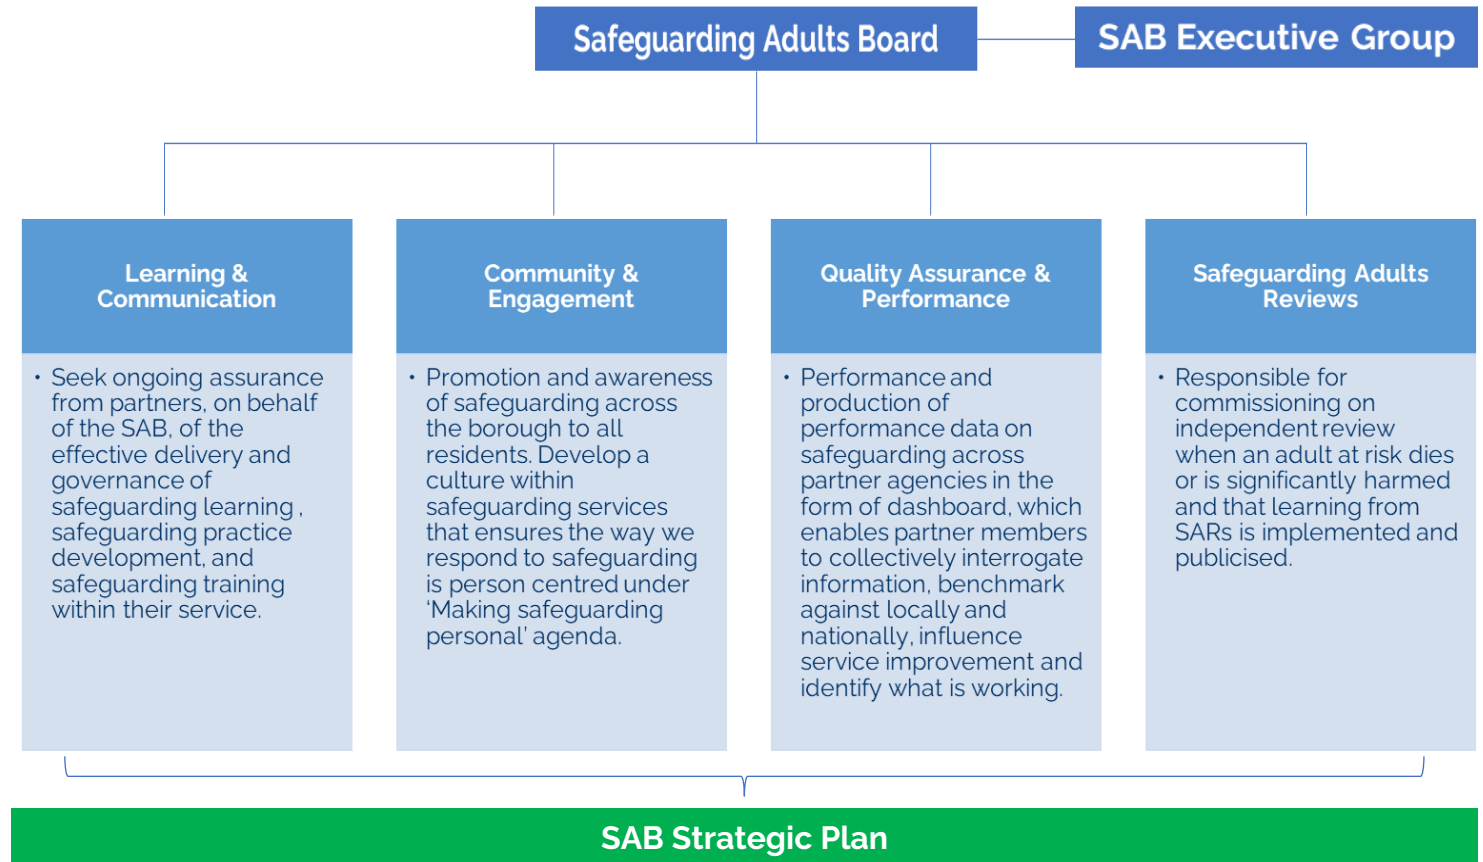 Safeguarding Adults Board
SAB Executive Group
Learning &
Communication
• Seek ongoing assurance
from partners, on behalf
of the SAB, of the
effective delivery and
governance of
safeguarding learning ,
safeguarding practice
development, and
safeguarding training
within their service.
Community &
Engagement
• Promotion and awareness
of safeguarding across
the borough to all
residents. Develop a
culture within
safeguarding services
that ensures the way we
respond to safeguarding
is person centred under
‘Making safeguarding
personal’ agenda.
Quality Assurance &
Performance
• Performance and
production of
performance data on
safeguarding across
partner agencies in the
form of dashboard, which
enables partner members
to collectively interrogate
information, benchmark
against locally and
nationally, influence
service improvement and
identify what is working.
Safeguarding Adults
Reviews
• Responsible for
commissioning on
independent review
when an adult at risk dies
or is significantly harmed
and that learning from
SARs is implemented and
publicised.
SAB Strategic Plan